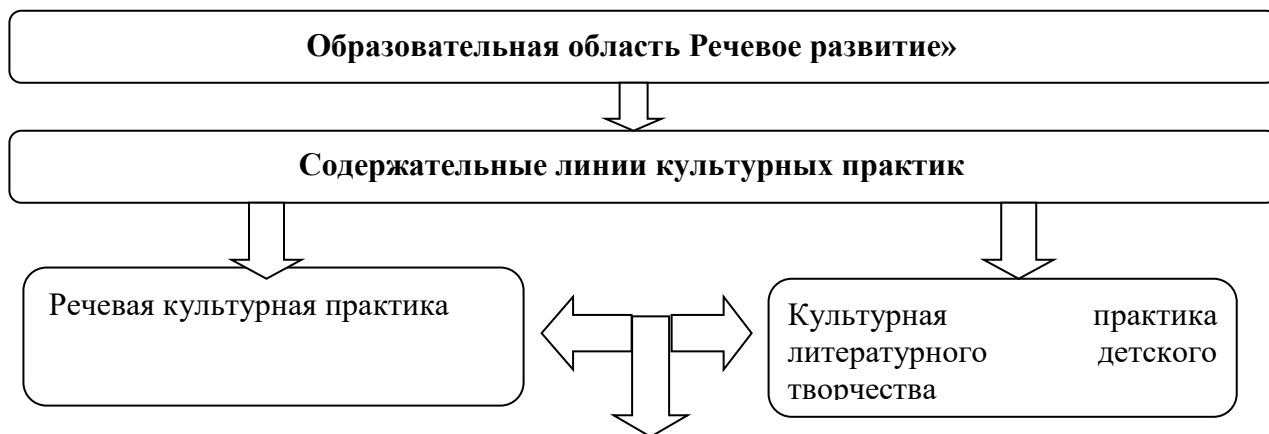 Образовательная область Речевое развитие»
Содержательные линии культурных практик
Речевая культурная практика
Культурная практика
литературного детского
творчества